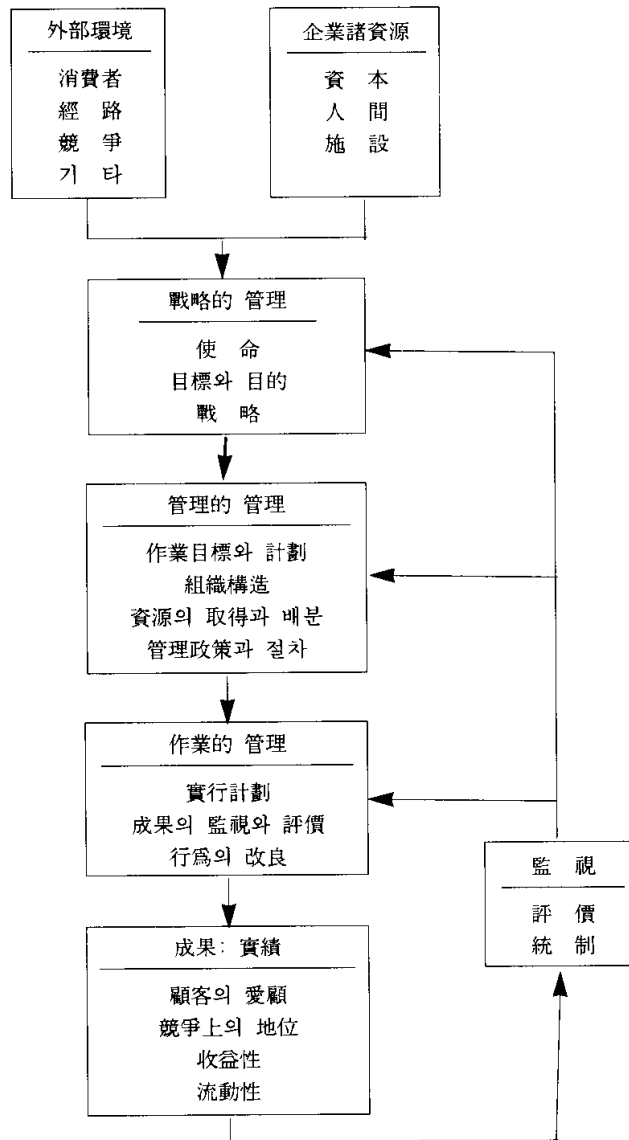 外部環境
消費者
經 路
競 爭
기 타
企業諸資源
資 本
人 間
施 設
戰略的 管理
使 命
目標와 目的
戰 略
管理的 管理
作業目標와 計劃
組織構造
資源의 取得과 배분
管理政策과 절차
作業的 管理
實行計劃
成果의 監視와 評價
行爲의 改良
監 視
評 價
統 制
成果: 實績
顧客의 愛顧
競爭上의 地位
收益性
流動性